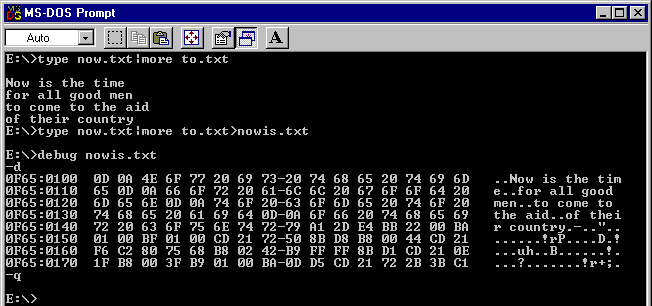 MS-DOS Prompt
Auto
A
E:\>type now.txt|more to.txt
Now is the time
for all good men
to come to the aid
of their country
E:\>type now.txt|more to.txt>nowis.txt
E:\>debug nowis.txt
-d
0F65:0100 0D 0A 4E 6F 77 20 69 73-20 74 68 65 20 74 69 6D ..Now is the tim
0F65:0110 65 0D 0A 66 6F 72 20 61-6C 6C 20 67 6F 6F 64 20 e..for all good
0F65:0120 6D 65 6E 0D 0A 74 6F 20-63 6F 6D 65 20 74 6F 20 men..to come to
0F65:0130 74 68 65 20 61 69 64 0D-0A 6F 66 20 74 68 65 69 the aid..of thei
0F65:0140 72 20 63 6F 75 6E 74 72-79 A1 2D E4 BB 22 00 BA r country.-.."..
0F65:0150 01 00 BF 01 00 CD 21 72-50 8B D8 B8 00 44 CD 21 ......!rP....D.!
0F65:0160 F6 C2 80 75 68 B8 02 42-B9 FF FF 8B D1 CD 21 0E ...uh..B......!.
0F65:0170 1F B8 00 3F B9 01 00 BA-0D D5 CD 21 72 2B 3B C1 ...?.......!r+;.
-q
E:\>